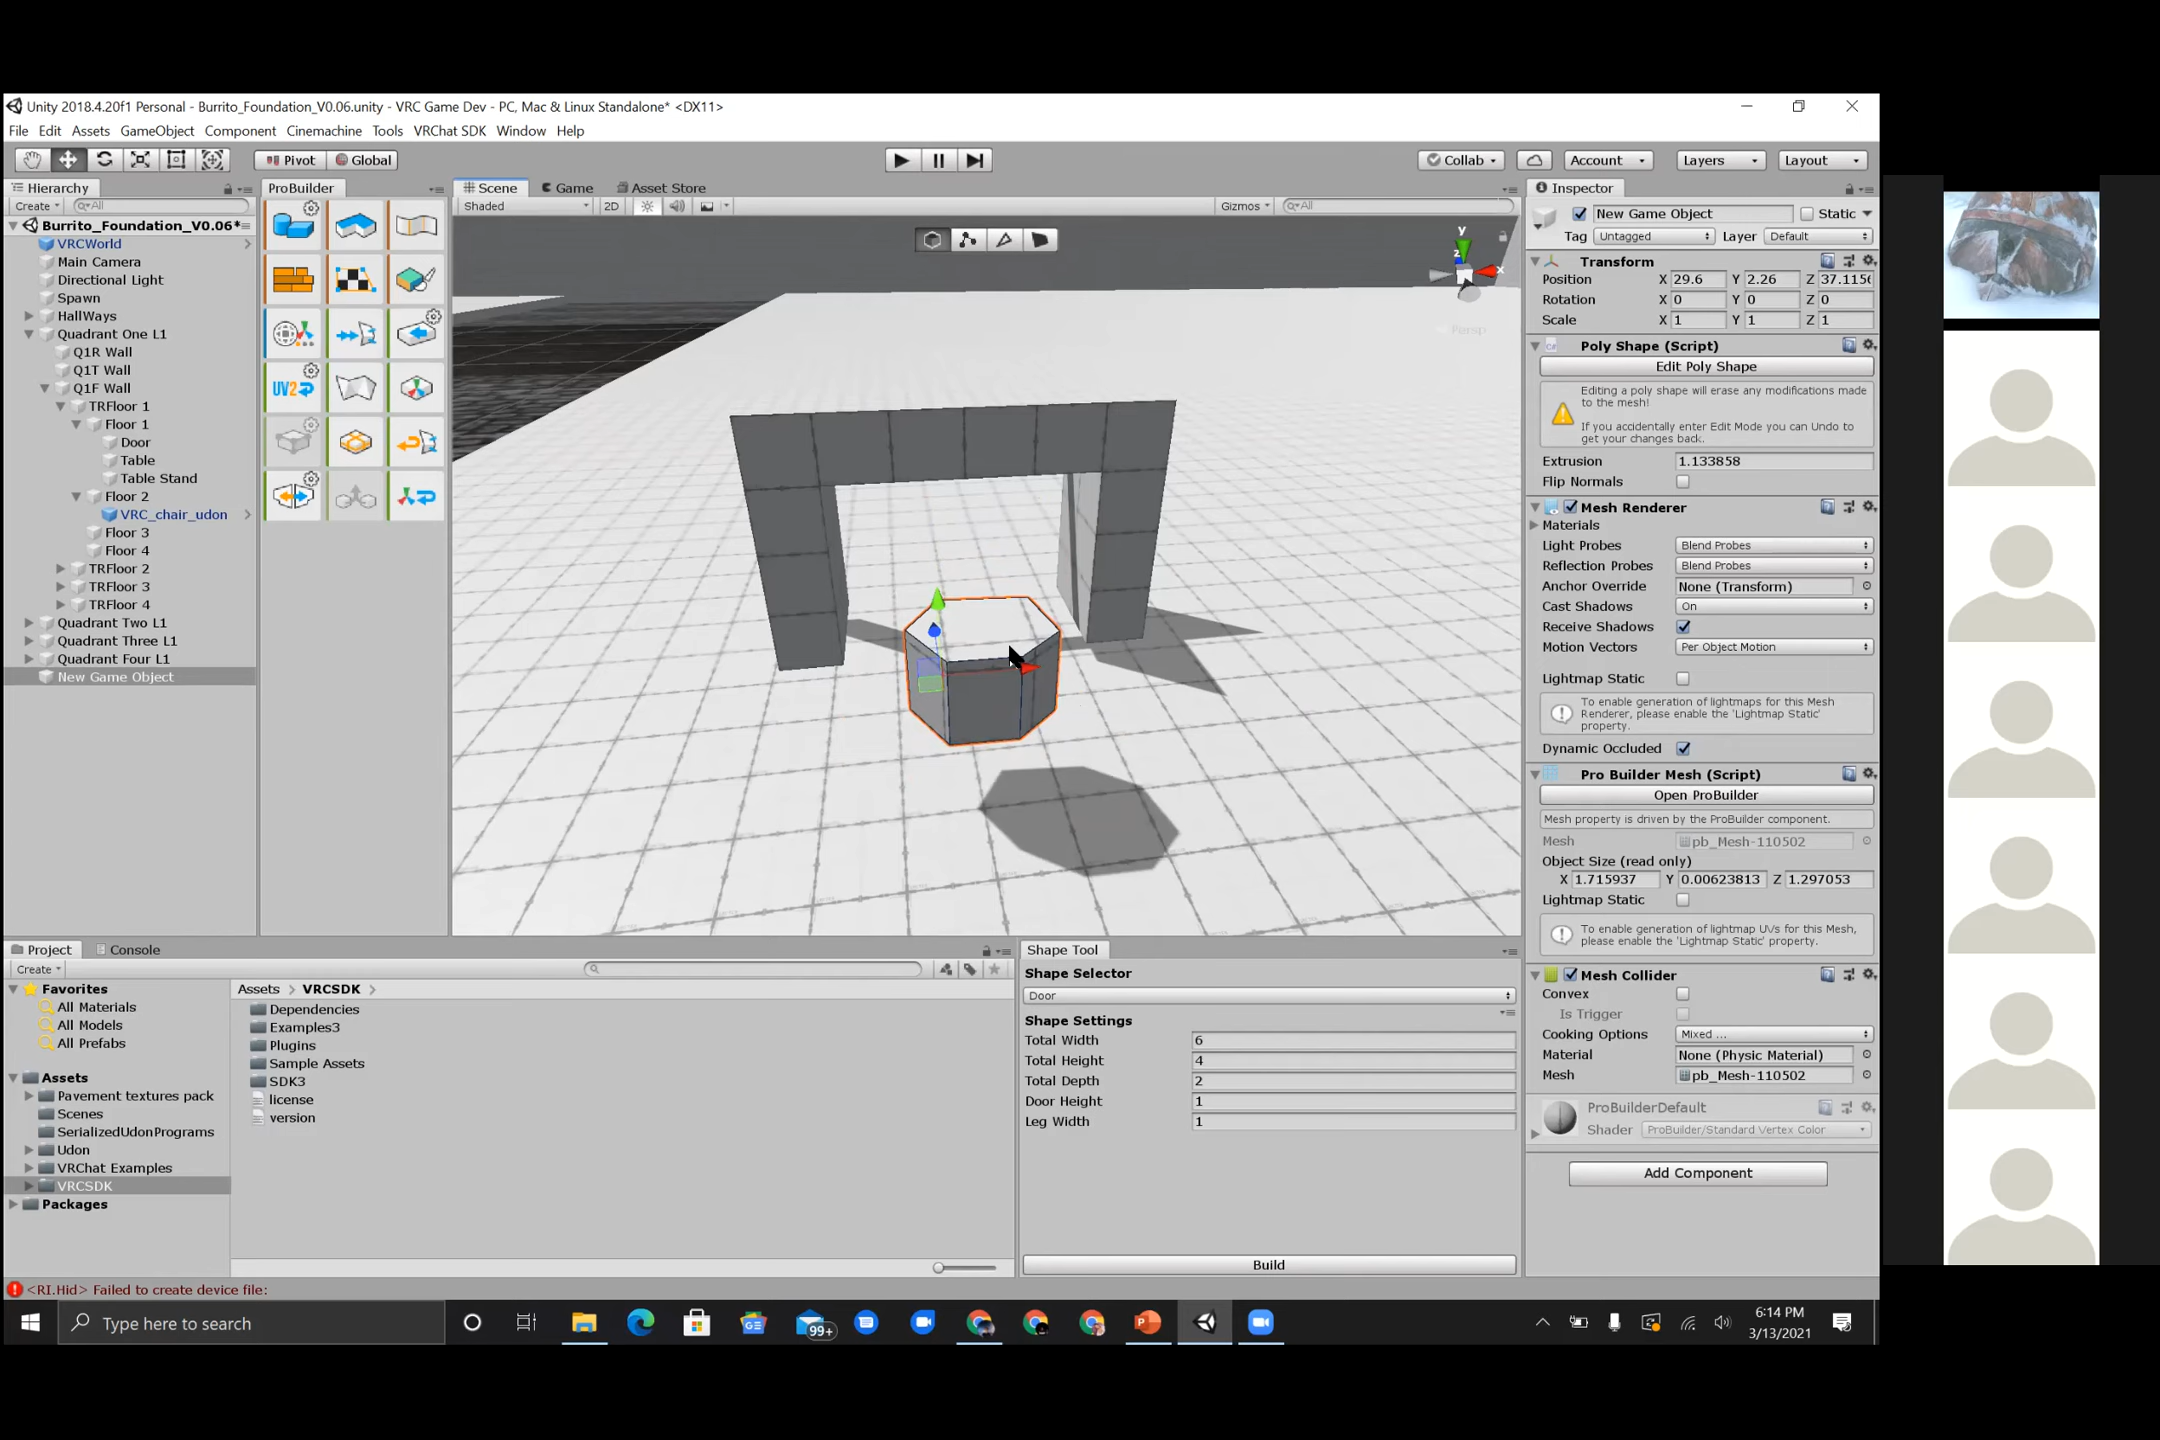 Unity 2018.4.20f1 Personal - Burrito_Foundation_V0.06.unity - VRC Game Dev - PC, Mac & Linux Standalone* <DX11>
File Edit Assets GameObject Component Cinemachine Tools VRChat SDK Window Help
Pivot Global Collab Account Layers Layout
Hierarchy
Create All
Burrito_Foundation_V0.06*
VRCWorld
Main Camera
Directional Light
Spawn
HallWays
Quadrant One L1
Q1R Wall
Q1T Wall
Q1F Wall
TRFloor 1
Floor 1
Door
Table
Table Stand
Floor 2
VRC_chair_udon
Floor 3
Floor 4
TRFloor 2
TRFloor 3
TRFloor 4
Quadrant Two L1
Quadrant Three L1
Quadrant Four L1
New Game Object
ProBuilder
UV2
Scene Game Asset Store
Shaded 2D Gizmos All
y
z
x
Persp
Inspector
New Game Object Static
Tag Untagged Layer Default
Transform
Position X 29.6 Y 2.26 Z 37.115
Rotation X 0 Y 0 Z 0
Scale X 1 Y 1 Z 1
Poly Shape (Script)
Edit Poly Shape
Editing a poly shape will erase any modifications made
to the mesh!
If you accidentally enter Edit Mode you can Undo to
get your changes back.
Extrusion 1.133858
Flip Normals
Mesh Renderer
Materials
Light Probes Blend Probes
Reflection Probes Blend Probes
Anchor Override None (Transform)
Cast Shadows On
Receive Shadows
Motion Vectors Per Object Motion
Lightmap Static
To enable generation of lightmaps for this Mesh
Renderer, please enable the 'Lightmap Static'
property.
Dynamic Occluded
Pro Builder Mesh (Script)
Open ProBuilder
Mesh property is driven by the ProBuilder component.
Mesh pb_Mesh-110502
Object Size (read only)
X 1.715937 Y 0.00623813 Z 1.297053
Lightmap Static
To enable generation of lightmap UVs for this Mesh,
please enable the 'Lightmap Static' property.
Mesh Collider
Convex
Is Trigger
Cooking Options Mixed ...
Material None (Physic Material)
Mesh pb_Mesh-110502
ProBuilderDefault
Shader ProBuilder/Standard Vertex Color
Add Component
Project Console
Create
Favorites
All Materials
All Models
All Prefabs
Assets
Pavement textures pack
Scenes
SerializedUdonPrograms
Udon
VRChat Examples
VRCSDK
Packages
Assets > VRCSDK >
Dependencies
Examples3
Plugins
Sample Assets
SDK3
license
version
Shape Tool
Shape Selector
Door
Shape Settings
Total Width 6
Total Height 4
Total Depth 2
Door Height 1
Leg Width 1
Build
<RI.Hid> Failed to create device file:
Type here to search
99+
6:14 PM
3/13/2021